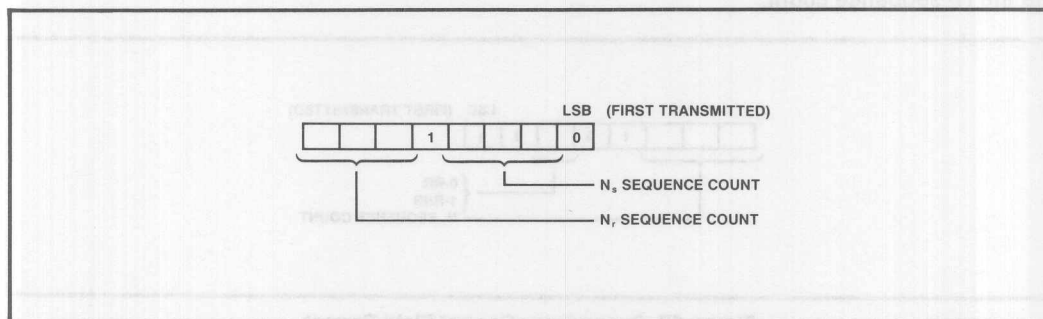 LSB (FIRST TRANSMITTED)
1 0
Ns SEQUENCE COUNT
Nr SEQUENCE COUNT